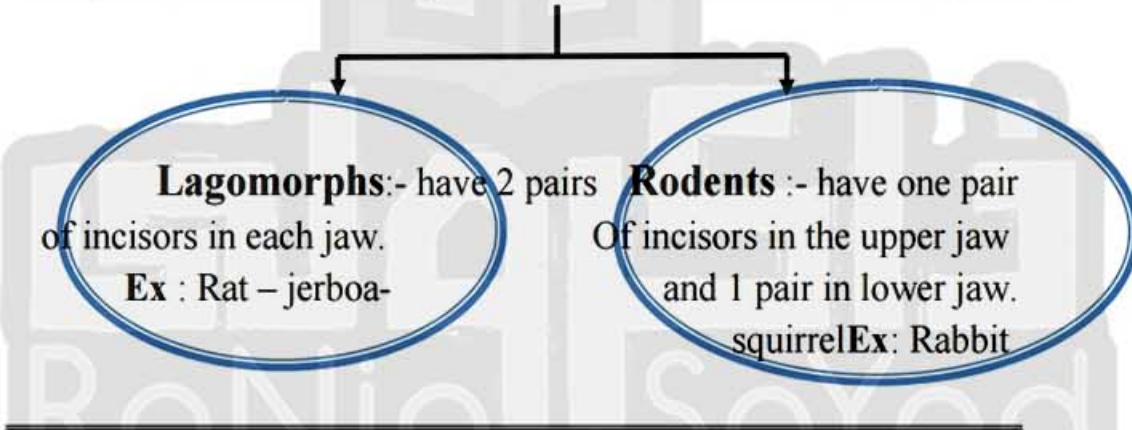 Lagomorphs:- have 2 pairs
of incisors in each jaw.
Ex : Rat – jerboa-
Rodents :- have one pair
Of incisors in the upper jaw
and 1 pair in lower jaw.
squirrelEx: Rabbit